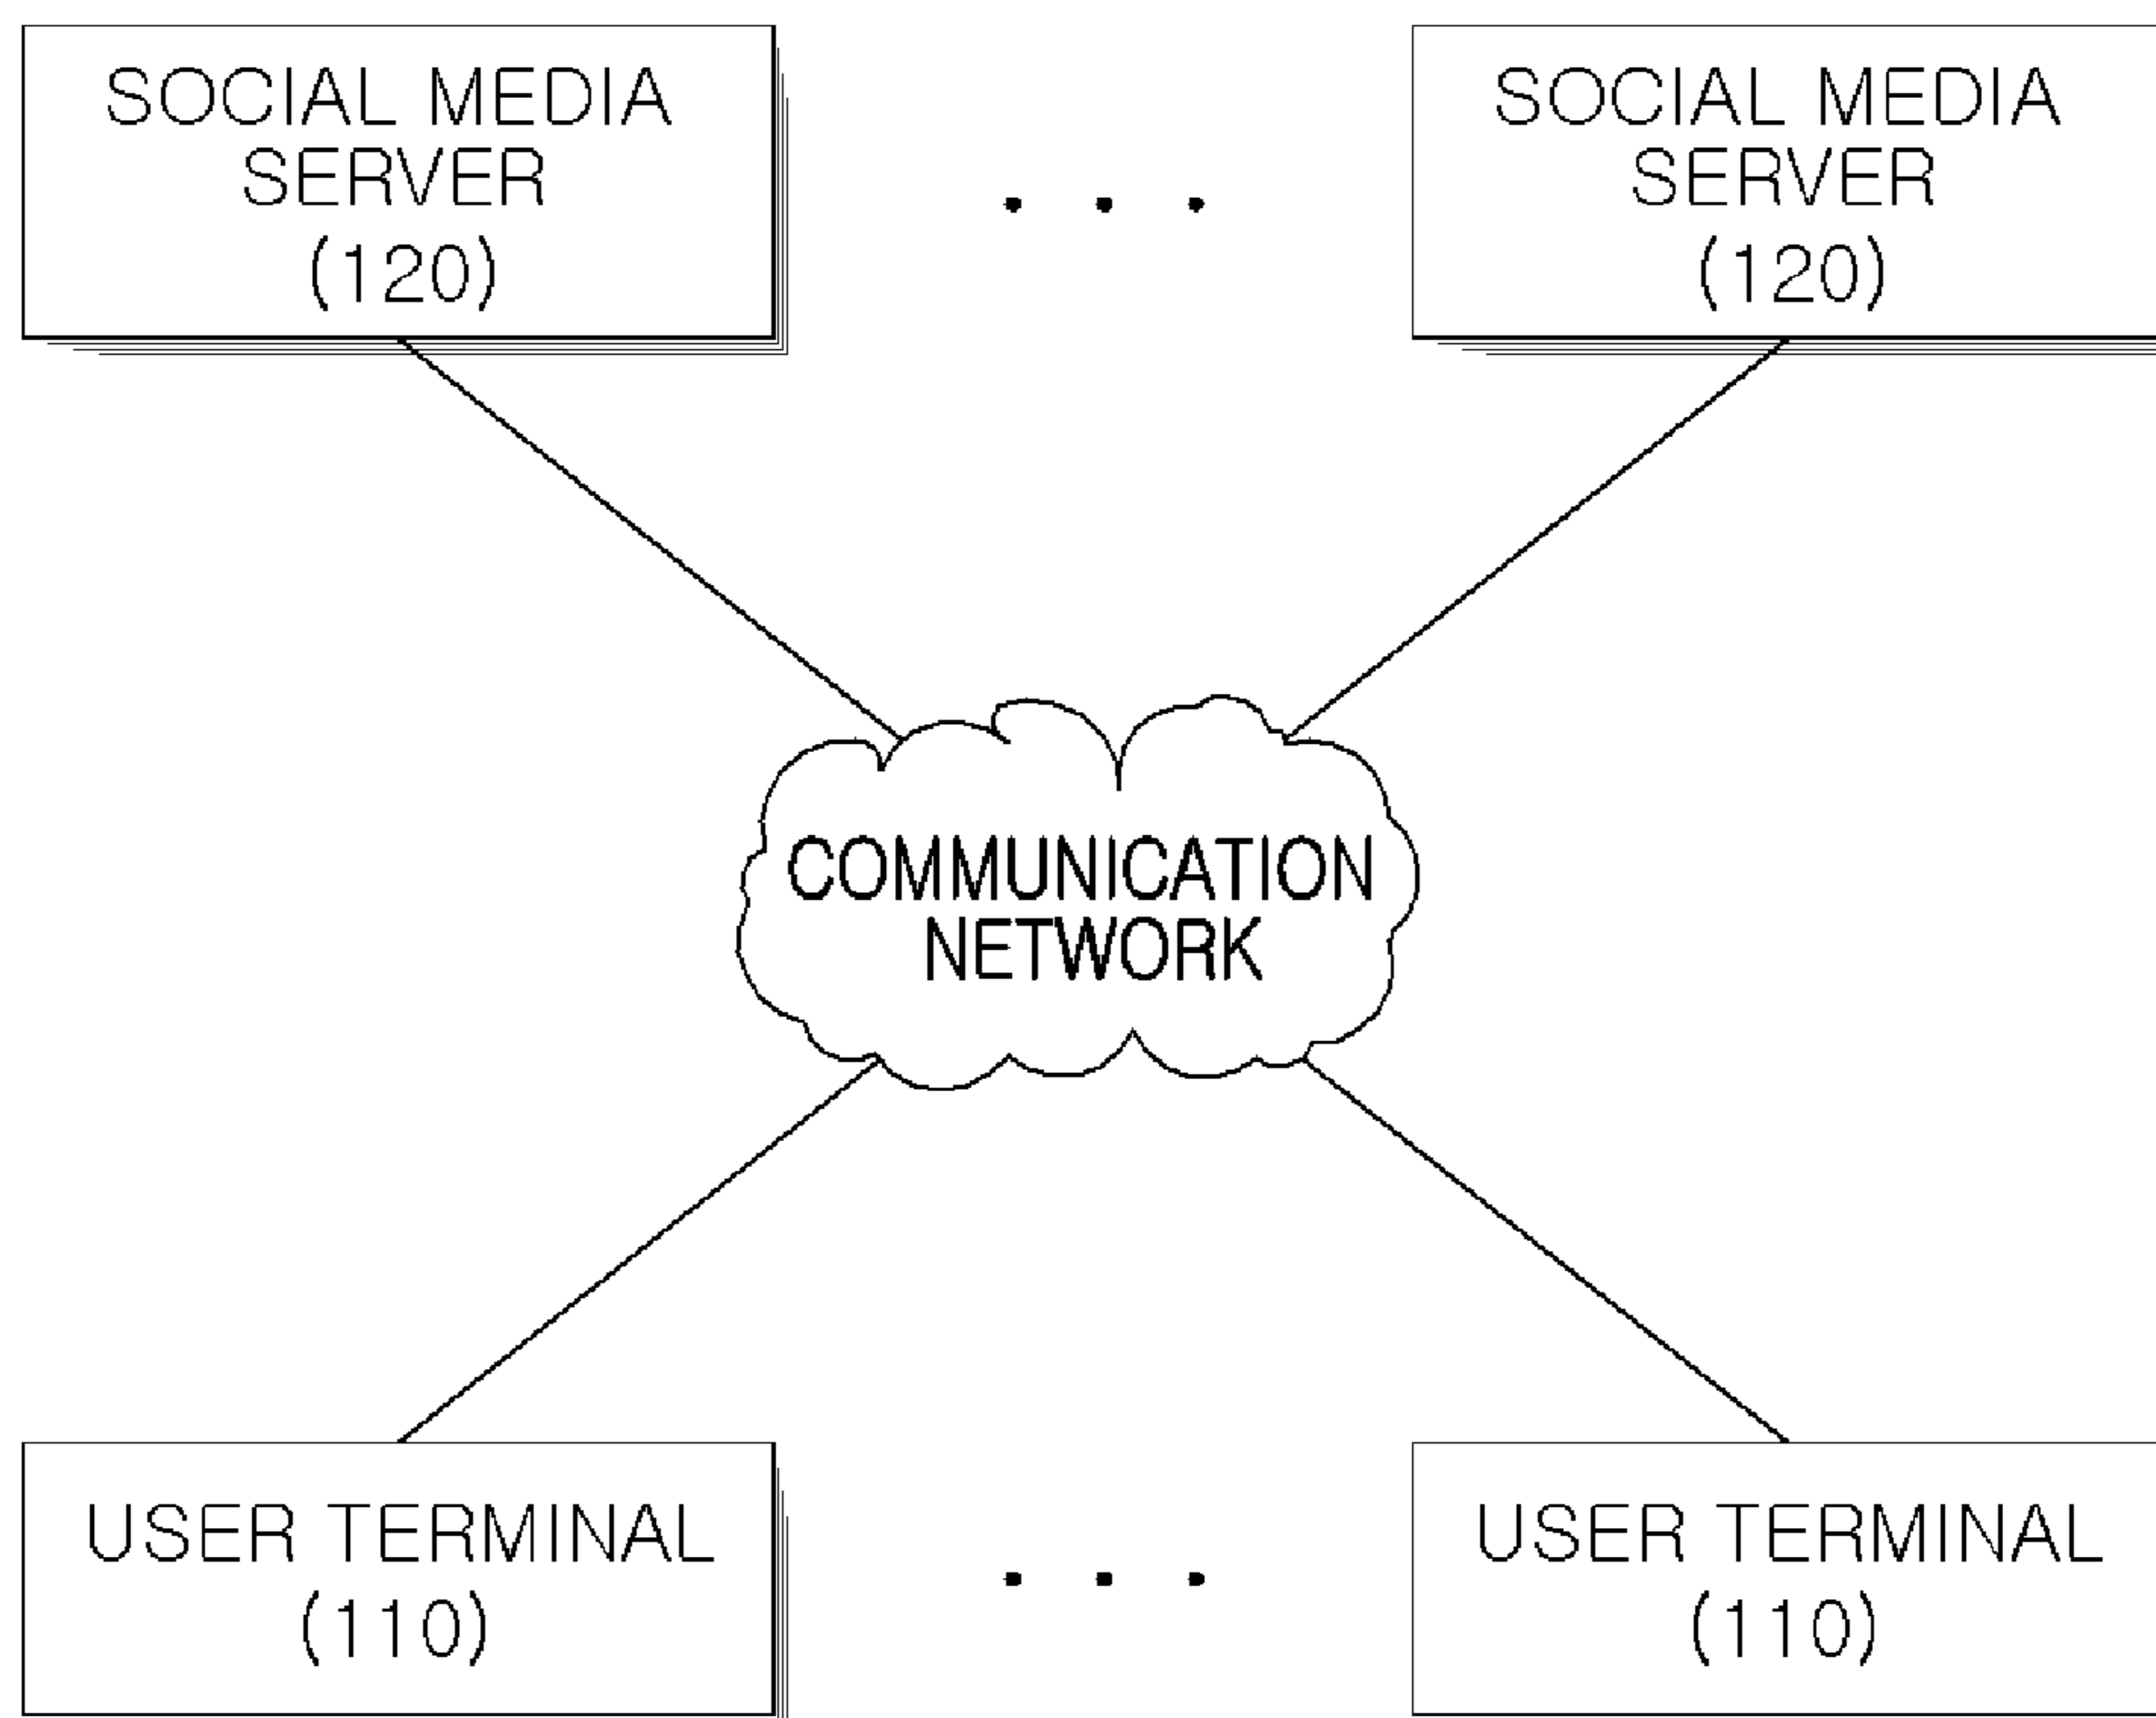 SOCIAL MEDIA
SERVER
(120)
. . .
SOCIAL MEDIA
SERVER
(120)
COMMUNICATION
NETWORK
USER TERMINAL
(110)
. . .
USER TERMINAL
(110)